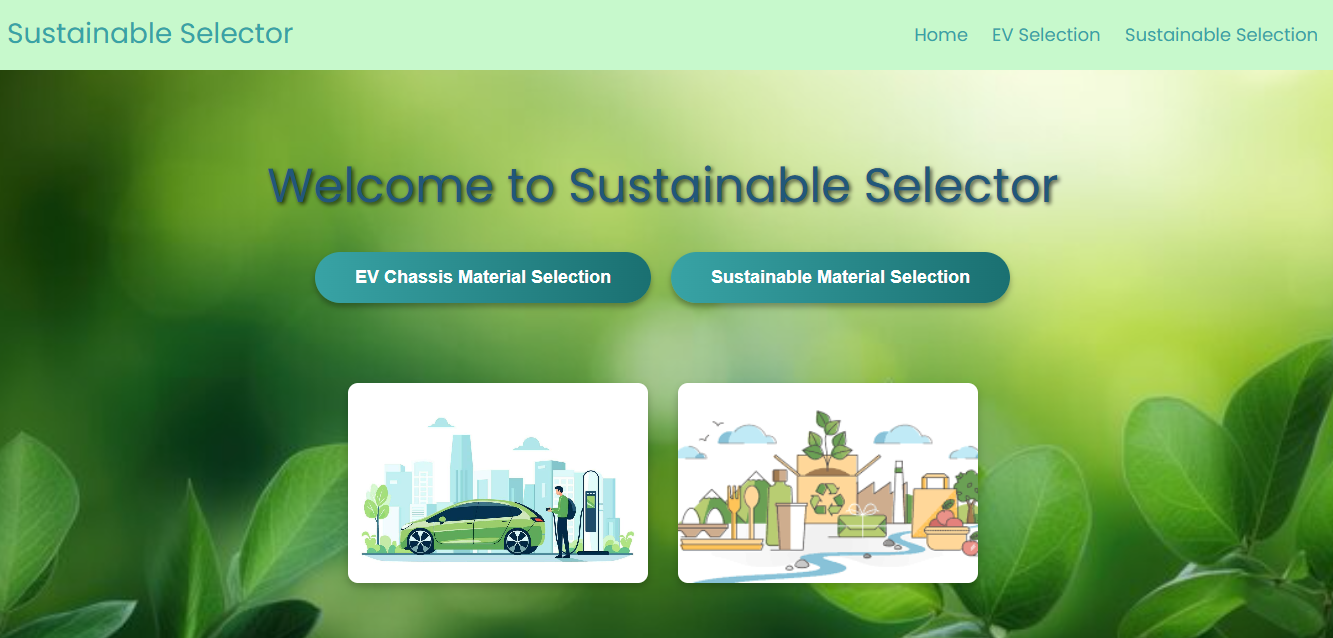 Sustainable Selector
Home EV Selection Sustainable Selection
Welcome to Sustainable Selector
EV Chassis Material Selection
Sustainable Material Selection